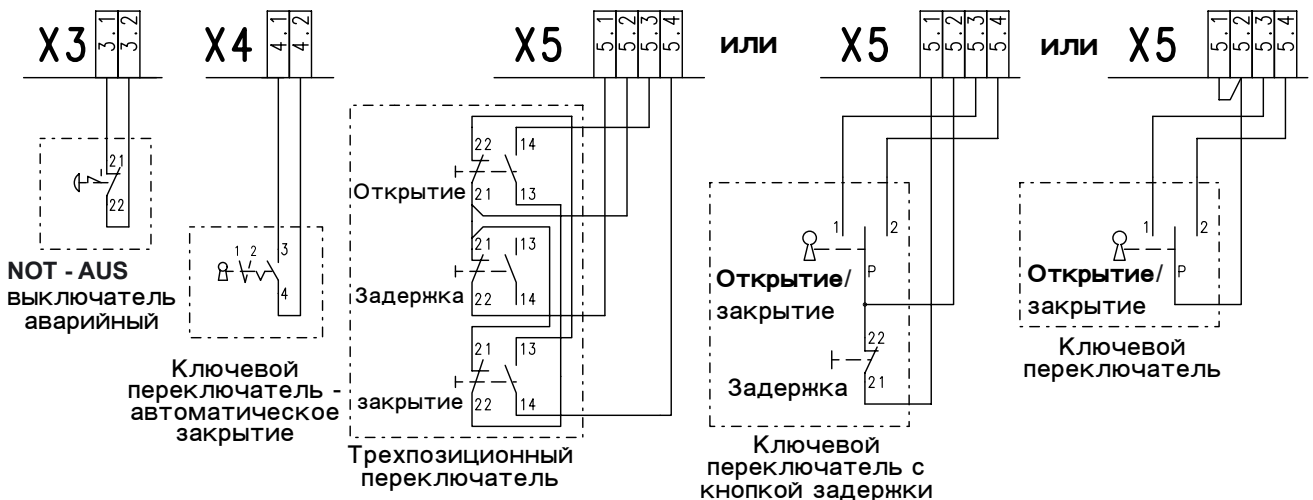 X3 3.1 3.2
X4 4.1 4.2
X5 5.1 5.2 5.3 5.4
или
X5 5.1 5.2 5.3 5.4
или
X5 5.1 5.2 5.3 5.4
21
22
NOT - AUS
выключатель
аварийный
1 2 3
4
Ключевой
переключатель -
автоматическое
закрытие
22 14
Открытие 21 13
21 13
Задержка 22 14
21 13
закрытие 22 14
Трехпозиционный
переключатель
1 2
P
Открытие/
закрытие
22
Задержка 21
Ключевой
переключатель с
кнопкой задержки
1 2
P
Открытие/
закрытие
Ключевой
переключатель